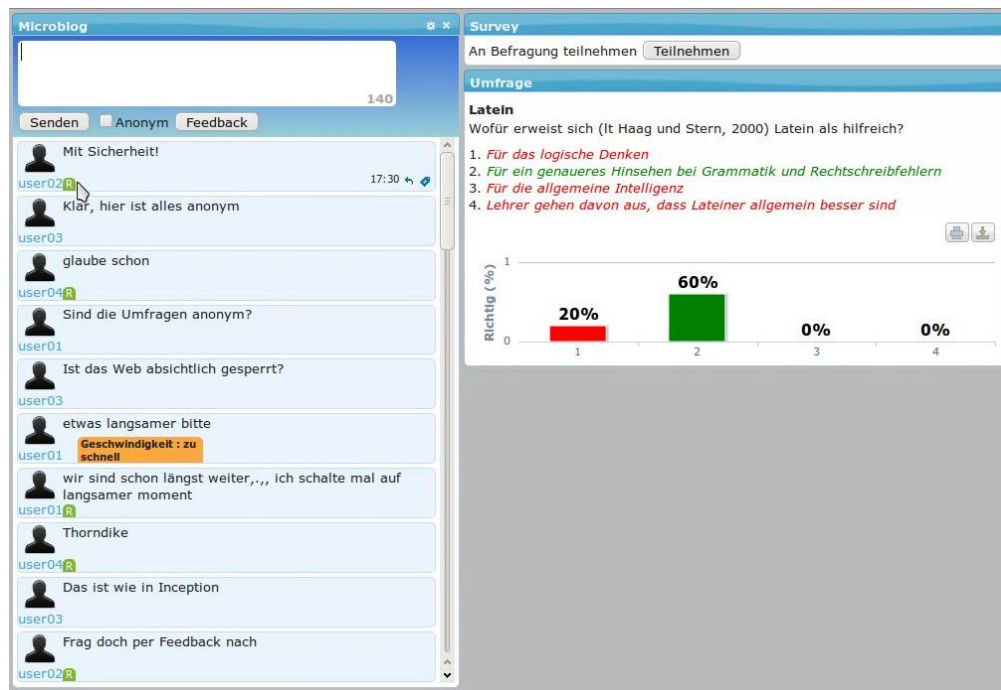 Microblog
140
Senden Anonym Feedback
Mit Sicherheit!
user02 R 17:30
Klar, hier ist alles anonym
user03
glaube schon
user04 R
Sind die Umfragen anonym?
user01
Ist das Web absichtlich gesperrt?
user03
etwas langsamer bitte
Geschwindigkeit : zu
schnell
user01
wir sind schon längst weiter,.,, ich schalte mal auf
langsamer moment
user01 R
Thorndike
user04 R
Das ist wie in Inception
user03
Frag doch per Feedback nach
user02 R
Survey
An Befragung teilnehmen Teilnehmen
Umfrage
Latein
Wofür erweist sich (lt Haag und Stern, 2000) Latein als hilfreich?
1. Für das logische Denken
2. Für ein genaueres Hinsehen bei Grammatik und Rechtschreibfehlern
3. Für die allgemeine Intelligenz
4. Lehrer gehen davon aus, dass Lateiner allgemein besser sind
Richtig (%)
1
0
20% 60% 0% 0%
1 2 3 4